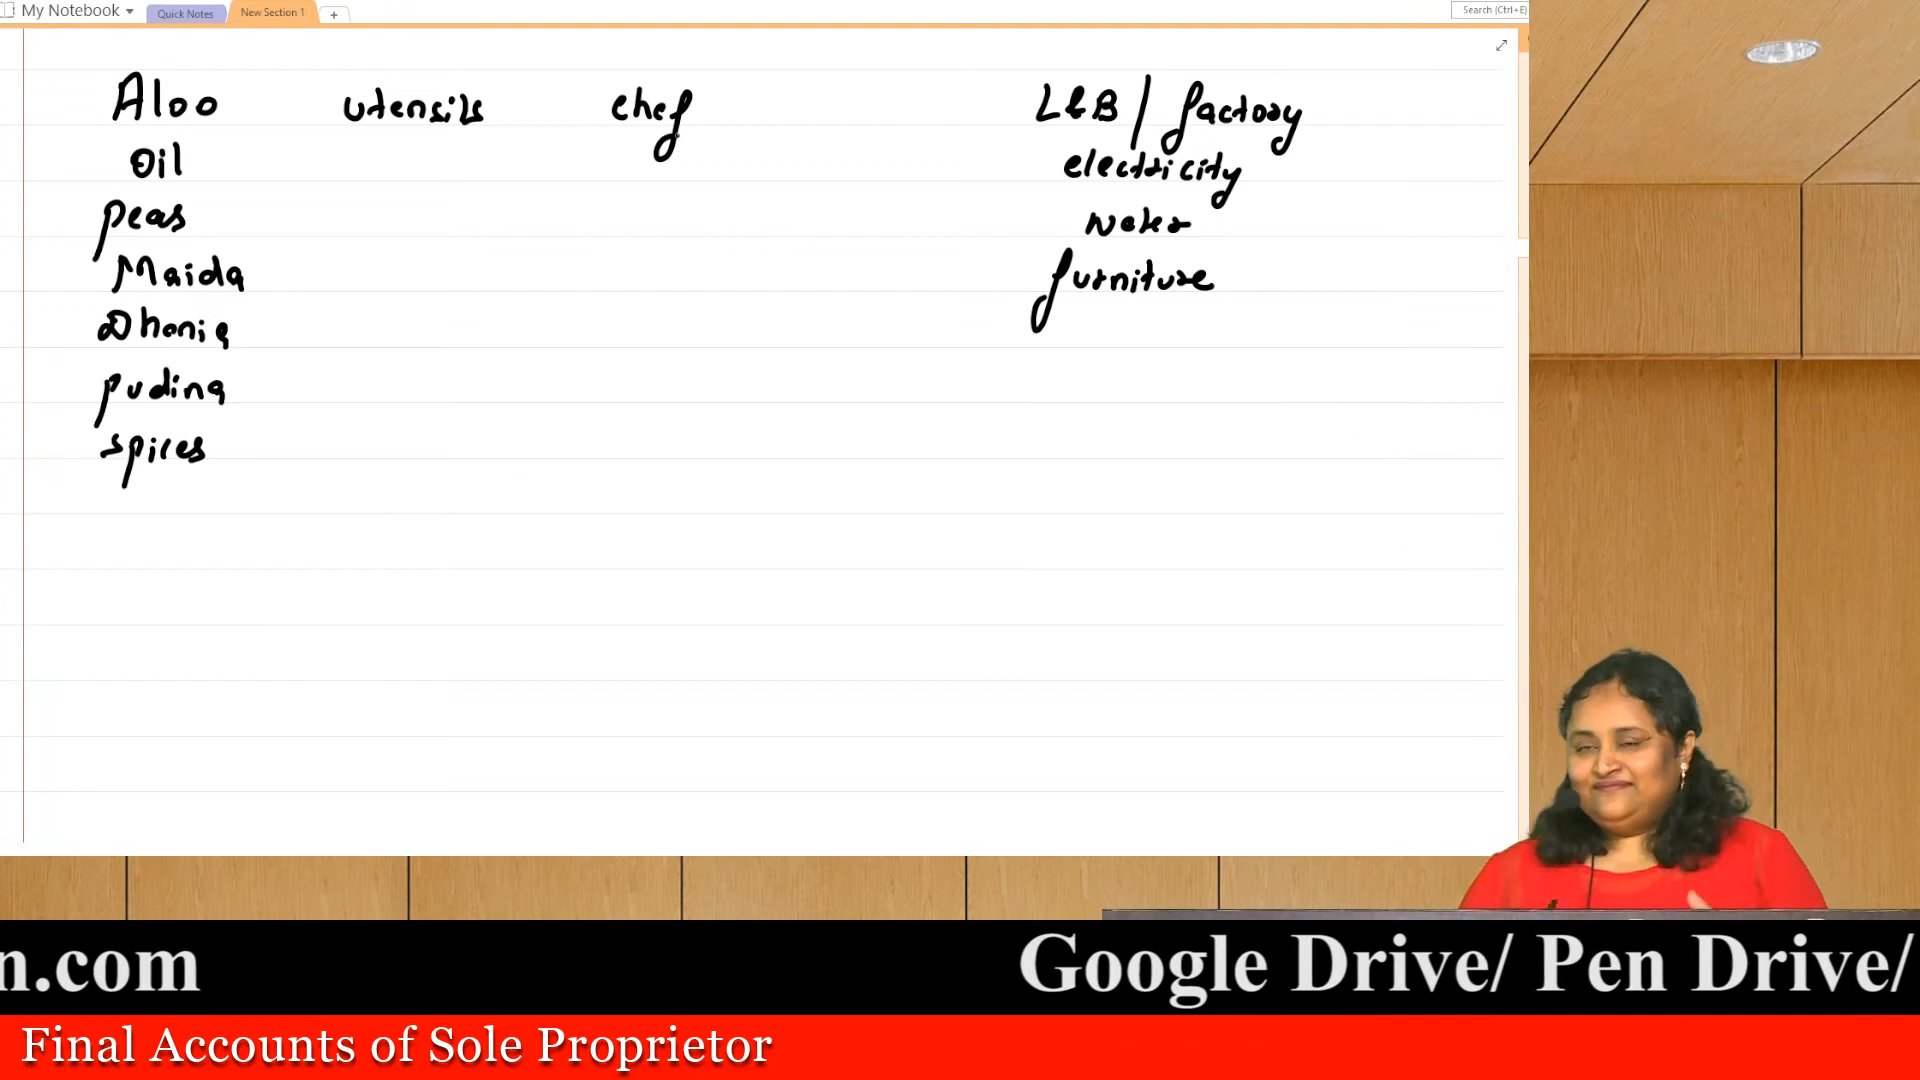 My Notebook Quick Notes New Section 1 + Search (Ctrl+E)
Aloo utensils chef L&B / factory
Oil electricity
peas water
Maida furniture
Dhania
pudina
spices
n.com Google Drive/ Pen Drive/
Final Accounts of Sole Proprietor